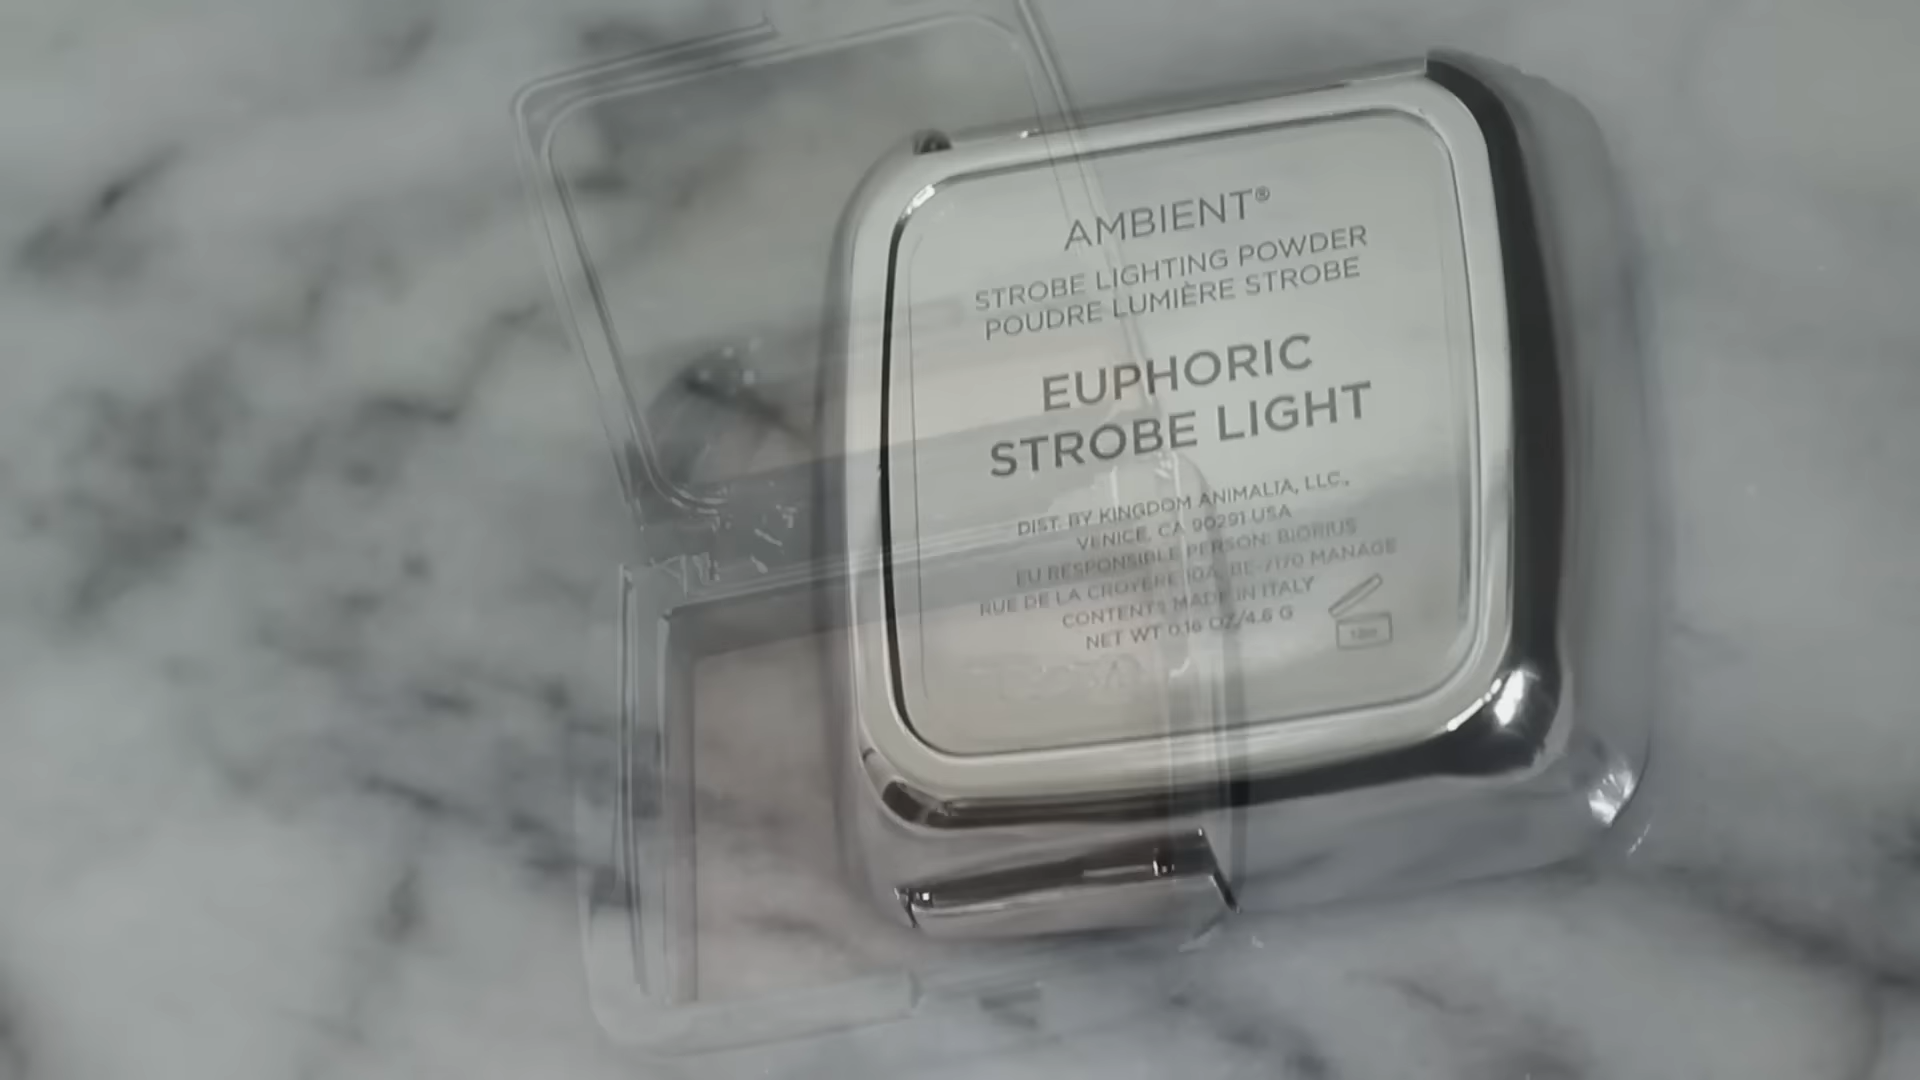 AMBIENT®
STROBE LIGHTING POWDER
POUDRE LUMIÈRE STROBE
EUPHORIC
STROBE LIGHT
DIST. BY KINGDOM ANIMALIA, LLC.,
VENICE, CA 90291 USA
EU RESPONSIBLE PERSON: BIORIUS
RUE DE LA CROYERE 10A, BE-7170 MANAGE
CONTENTS MADE IN ITALY
NET WT 0.16 OZ/4.6 G